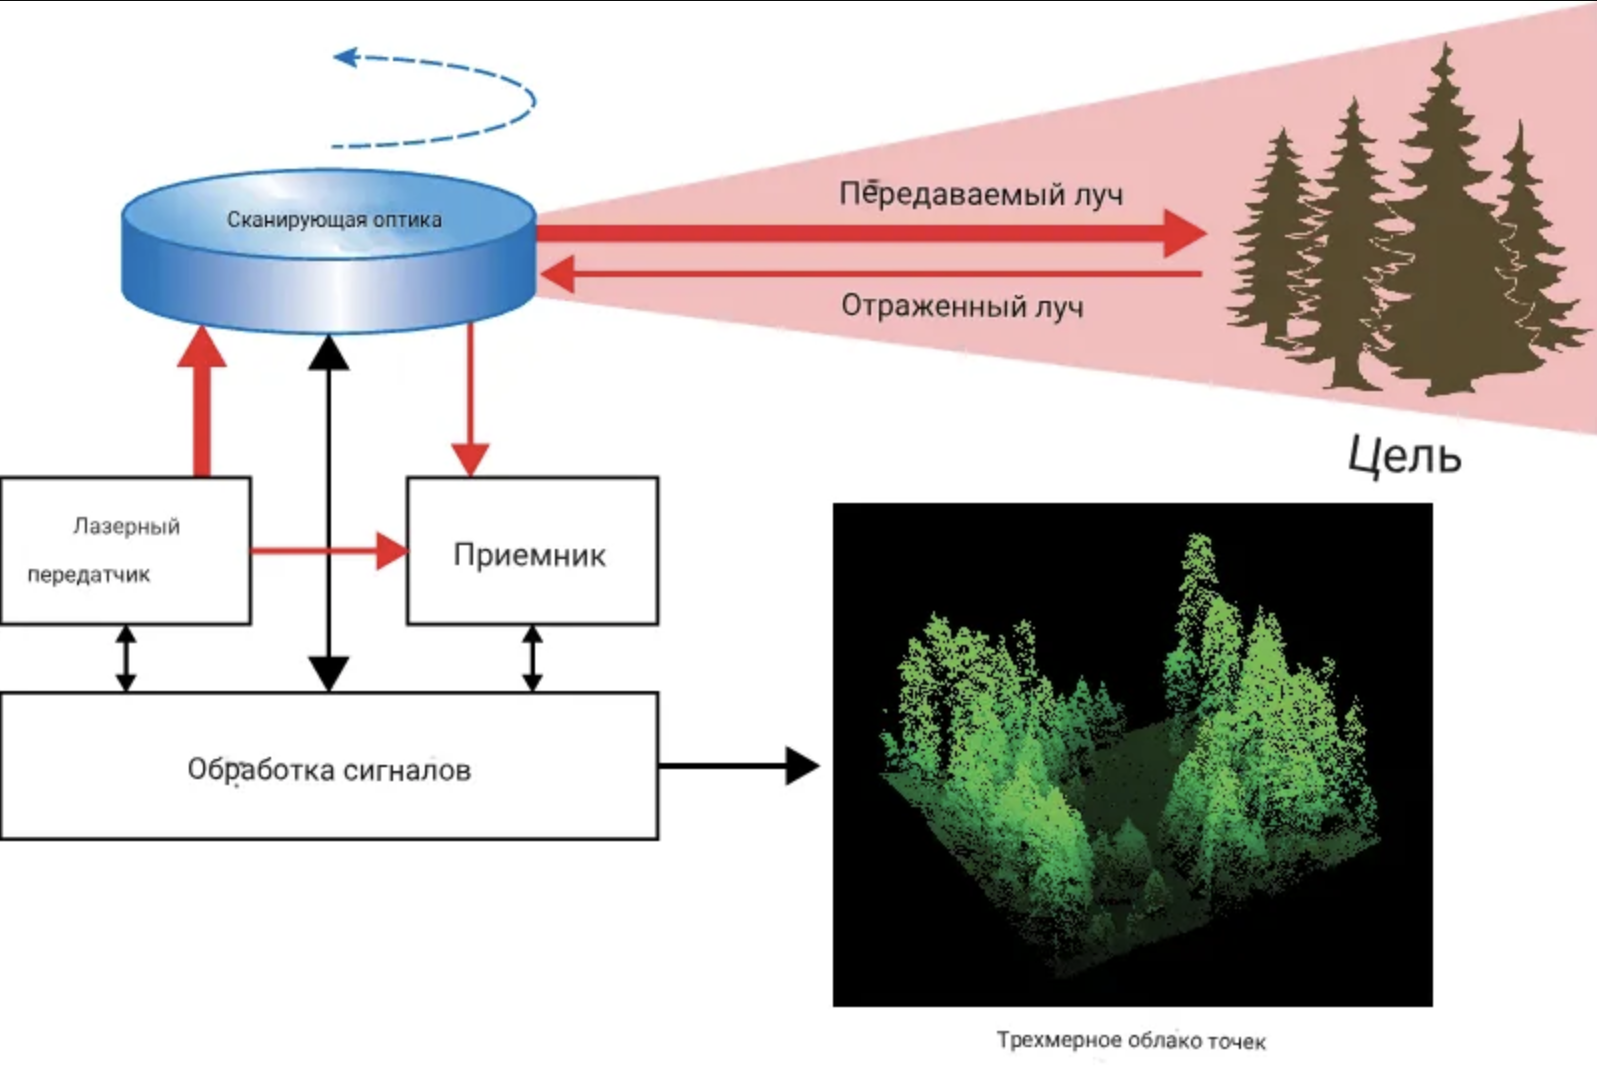 Сканирующая оптика
Передаваемый луч
Отраженный луч
Цель
Лазерный
передатчик
Приемник
Обработка сигналов
Трехмерное облако точек